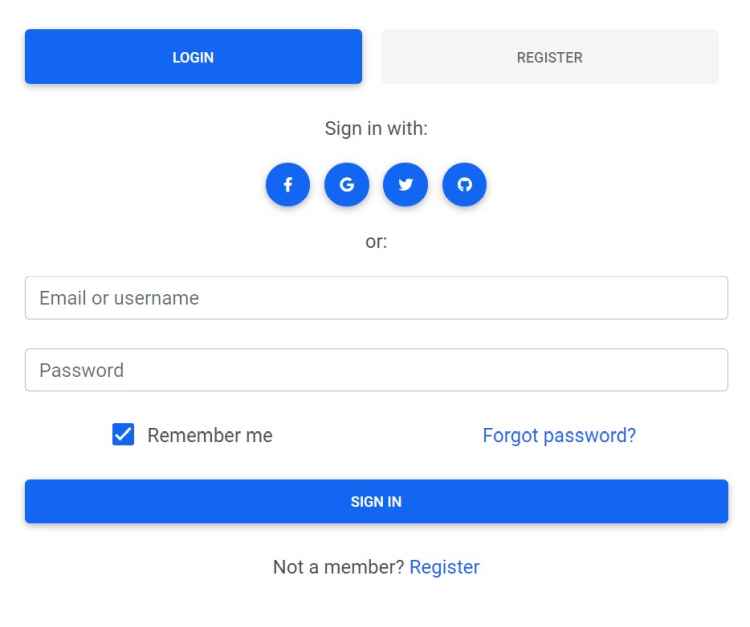 LOGIN REGISTER
Sign in with:
or:
Email or username
Password
Remember me Forgot password?
SIGN IN
Not a member? Register